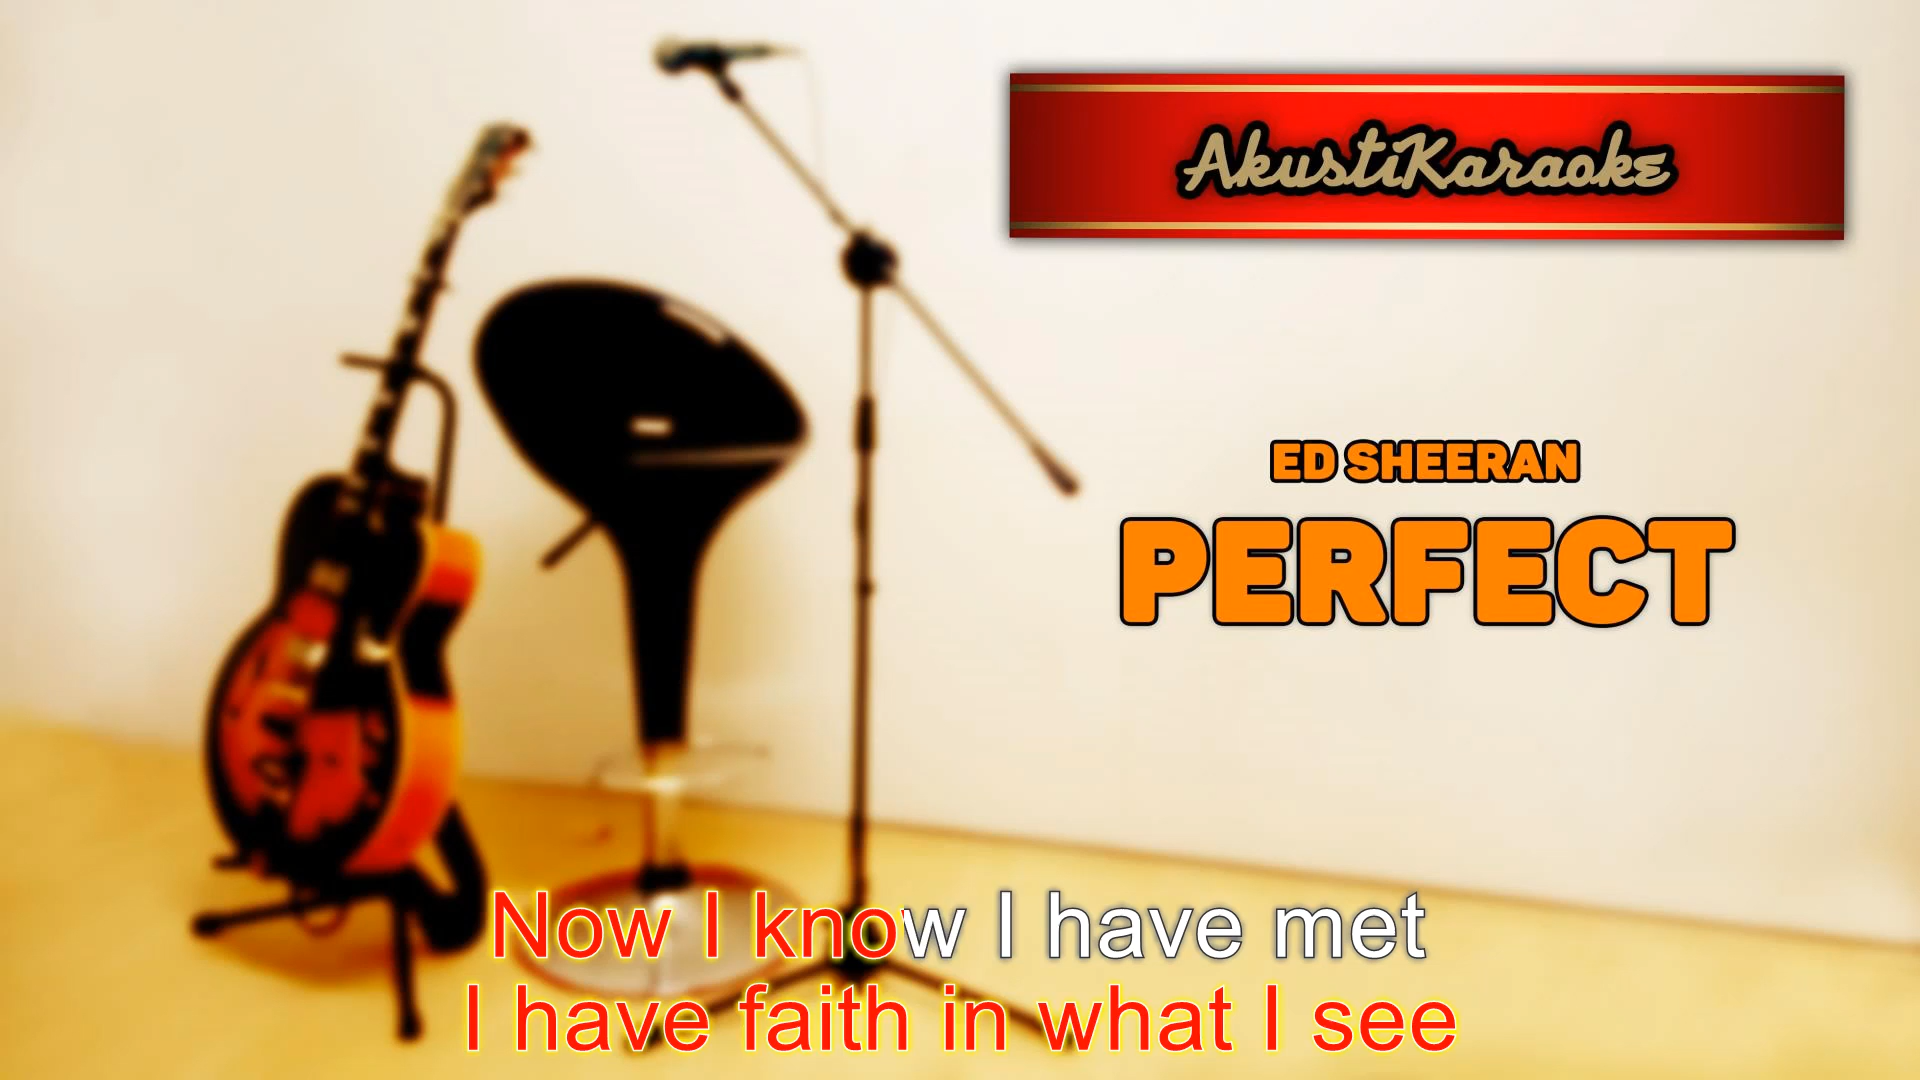 AkustiKaraoke
ED SHEERAN
PERFECT
Now I know I have met
I have faith in what I see